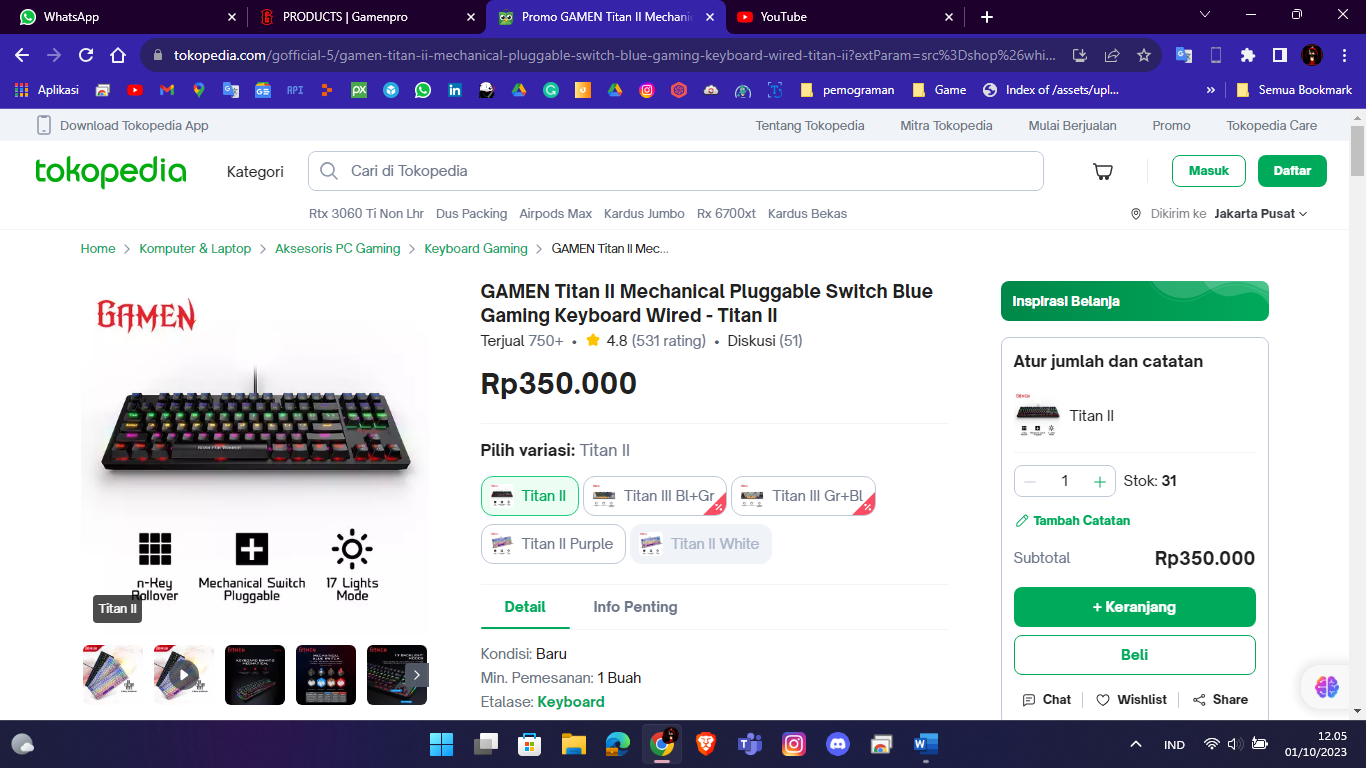 WhatsApp
PRODUCTS | Gamenpro
Promo GAMEN Titan II Mechani
YouTube
tokopedia.com/gofficial-5/gamen-titan-ii-mechanical-pluggable-switch-blue-gaming-keyboard-wired-titan-ii?extParam=src%3Dshop%26whi...
Aplikasi
API
pemograman
Game
Index of /assets/upl...
»
Semua Bookmark
Download Tokopedia App
Tentang Tokopedia
Mitra Tokopedia
Mulai Berjualan
Promo
Tokopedia Care
tokopedia
Kategori
Cari di Tokopedia
Masuk
Daftar
Rtx 3060 Ti Non Lhr Dus Packing Airpods Max Kardus Jumbo Rx 6700xt Kardus Bekas
Dikirim ke Jakarta Pusat
Home > Komputer & Laptop > Aksesoris PC Gaming > Keyboard Gaming > GAMEN Titan II Mec...
GAMEN
n-Key
Rollover
Mechanical Switch
Pluggable
17 Lights
Mode
Titan II
GAMEN Titan II Mechanical Pluggable Switch Blue
Gaming Keyboard Wired - Titan II
Terjual 750+ • 4.8 (531 rating) • Diskusi (51)
Rp350.000
Pilih variasi: Titan II
Titan II
Titan III Bl+Gr
Titan III Gr+Bl
Titan II Purple
Titan II White
Detail
Info Penting
Kondisi: Baru
Min. Pemesanan: 1 Buah
Etalase: Keyboard
Inspirasi Belanja
Atur jumlah dan catatan
Titan II
1
Stok: 31
Tambah Catatan
Subtotal
Rp350.000
+ Keranjang
Beli
Chat
Wishlist
Share
IND
12.05
01/10/2023